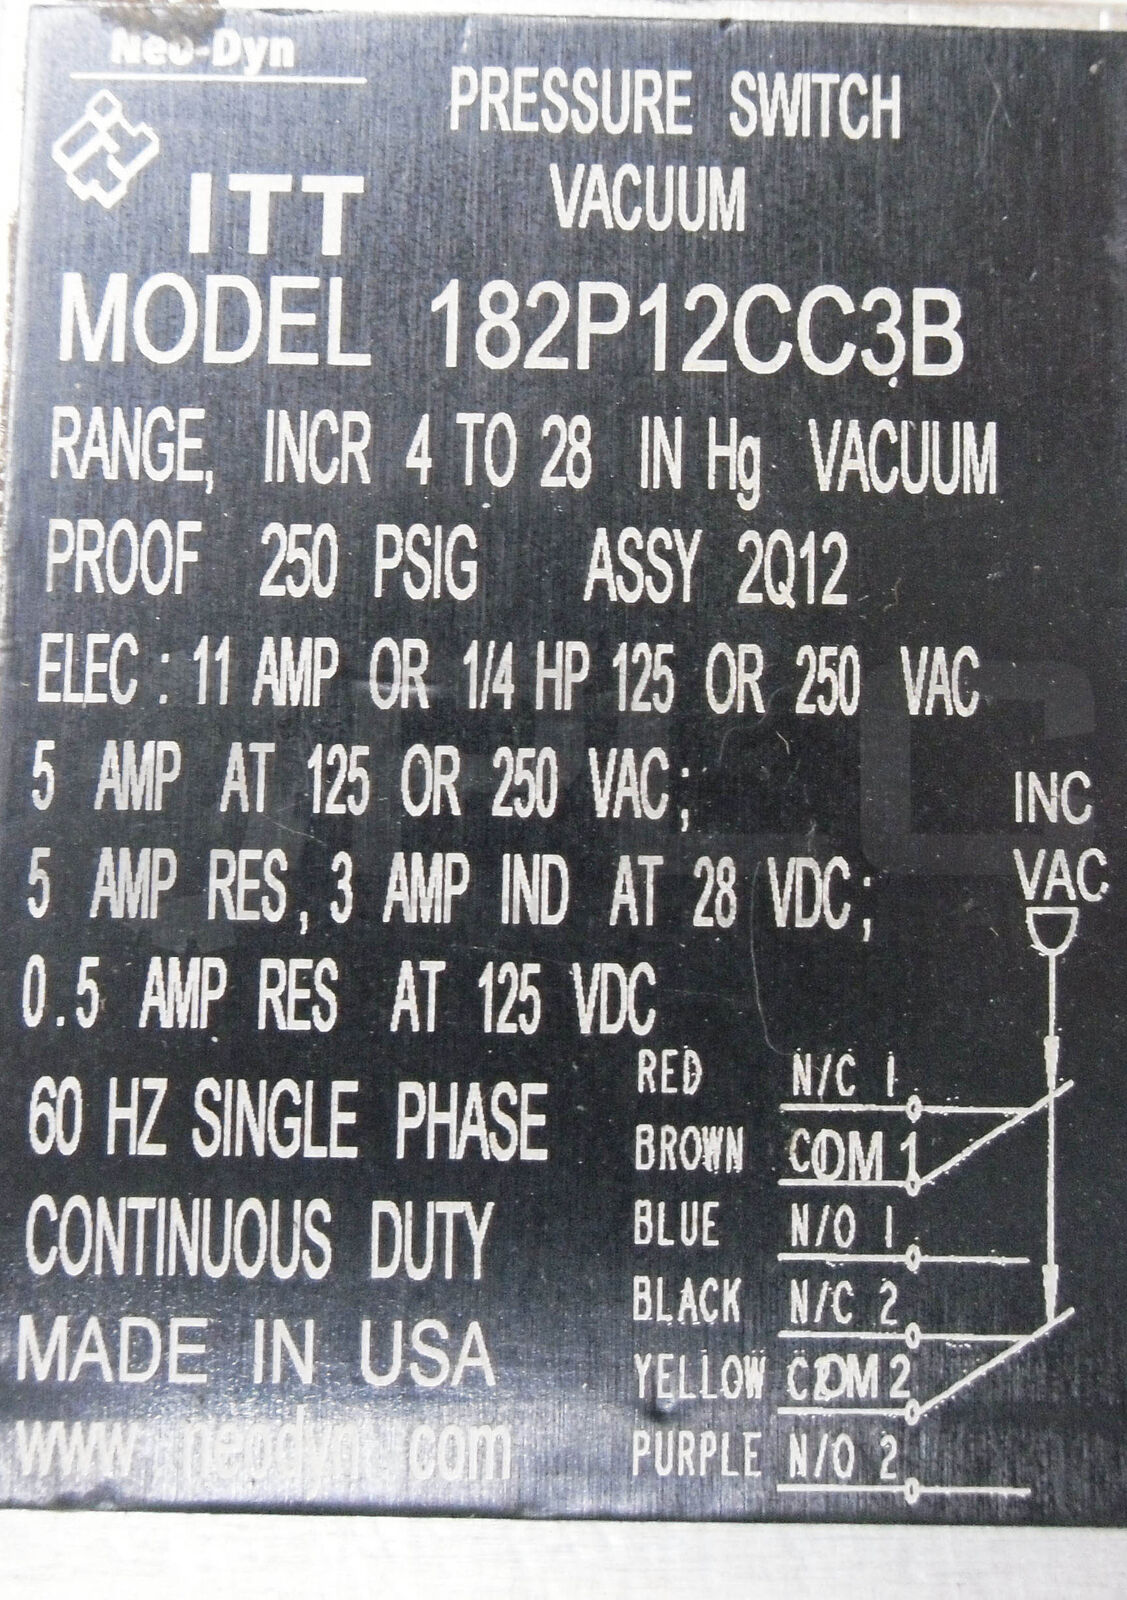 Neo-Dyn
PRESSURE SWITCH
VACUUM
ITT
MODEL 182P12CC3B
RANGE, INCR 4 TO 28 IN Hg VACUUM
PROOF 250 PSIG ASSY 2Q12
ELEC : 11 AMP OR 1/4 HP 125 OR 250 VAC
5 AMP AT 125 OR 250 VAC;
5 AMP RES, 3 AMP IND AT 28 VDC;
0.5 AMP RES AT 125 VDC
60 HZ SINGLE PHASE
CONTINUOUS DUTY
MADE IN USA
www.neodyn.com
INC
VAC
RED N/C 1
BROWN COM 1
BLUE N/O 1
BLACK N/C 2
YELLOW COM 2
PURPLE N/O 2